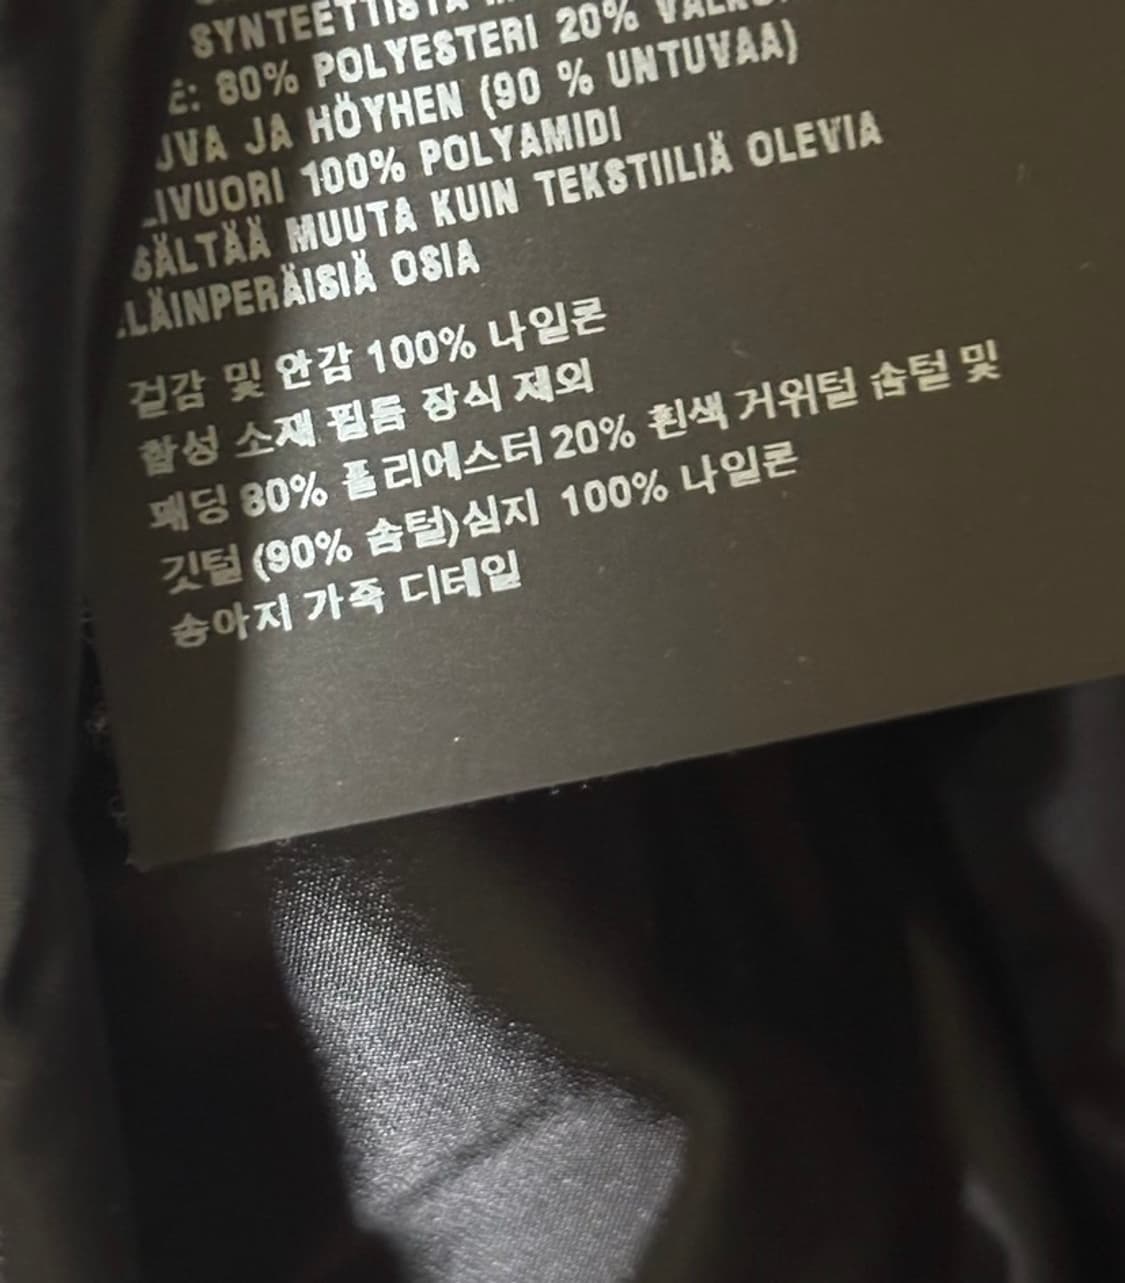 SYNTEETTISTÄ
E: 80% POLYESTERI 20%
UVA JA HÖYHEN (90 % UNTUVAA)
LIVUORI 100% POLYAMIDI
SÄLTÄÄ MUUTA KUIN TEKSTIILIÄ OLEVIA
LÄINPERÄISIÄ OSIA
겉감 및 안감 100% 나일론
합성 소재 필름 장식 제외
패딩 80% 폴리에스터 20% 흰색 거위털 솜털 및
깃털 (90% 솜털)심지 100% 나일론
송아지 가죽 디테일